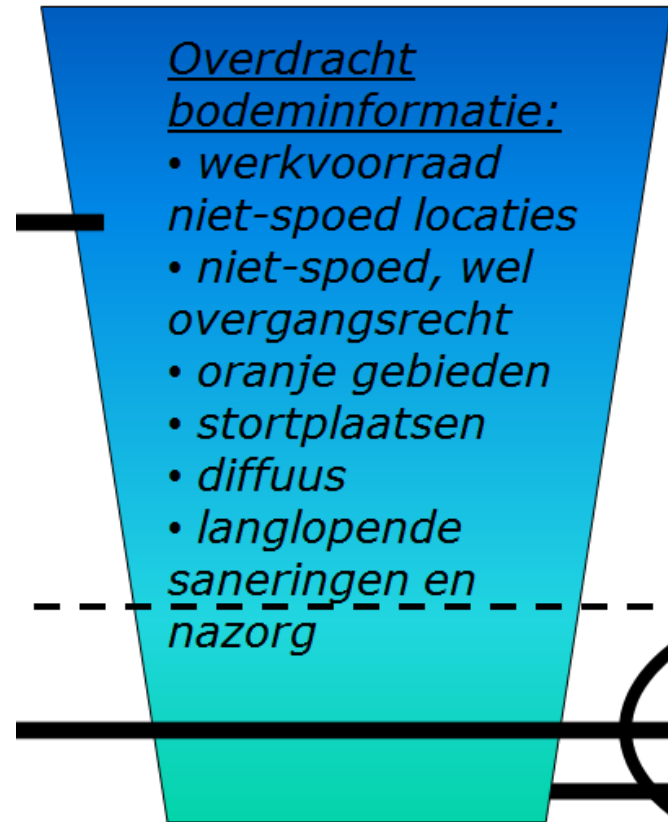 Overdracht
bodeminformatie:
• werkvoorraad
niet-spoed locaties
• niet-spoed, wel
overgangsrecht
• oranje gebieden
• stortplaatsen
• diffuus
• langlopende
saneringen en
nazorg